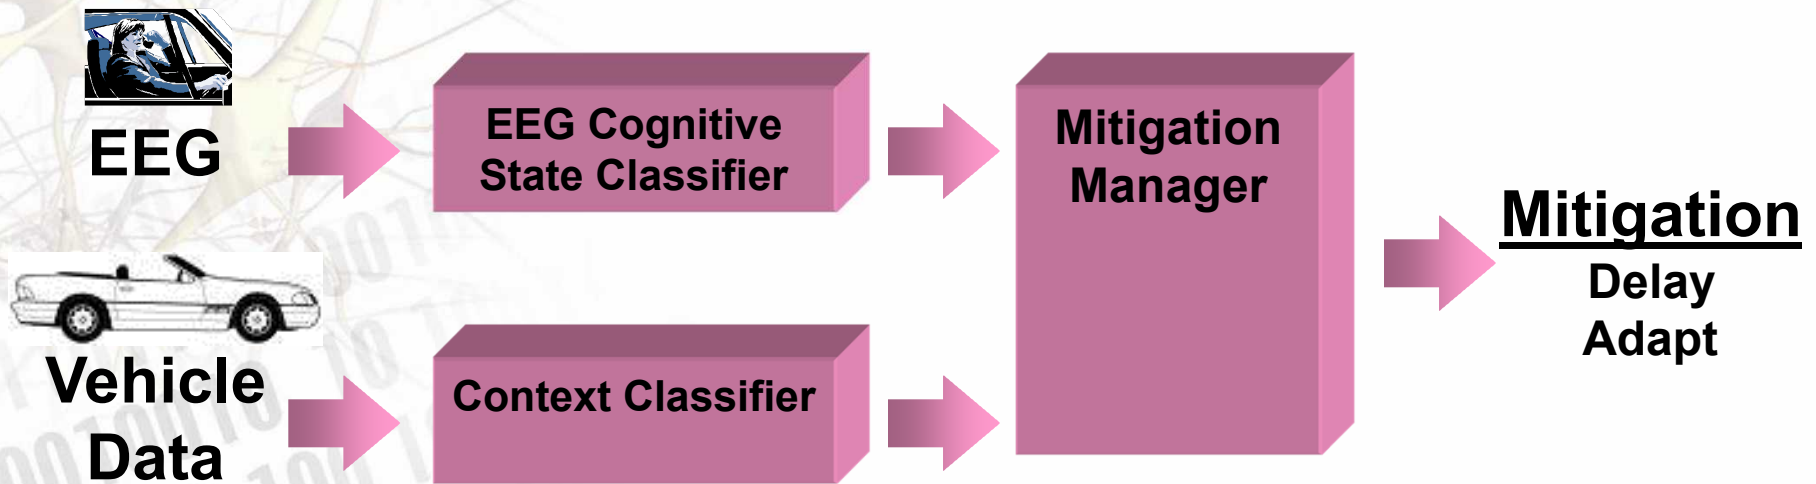 EEG
EEG Cognitive
State Classifier
Mitigation
Manager
Mitigation
Delay
Adapt
Vehicle
Data
Context Classifier